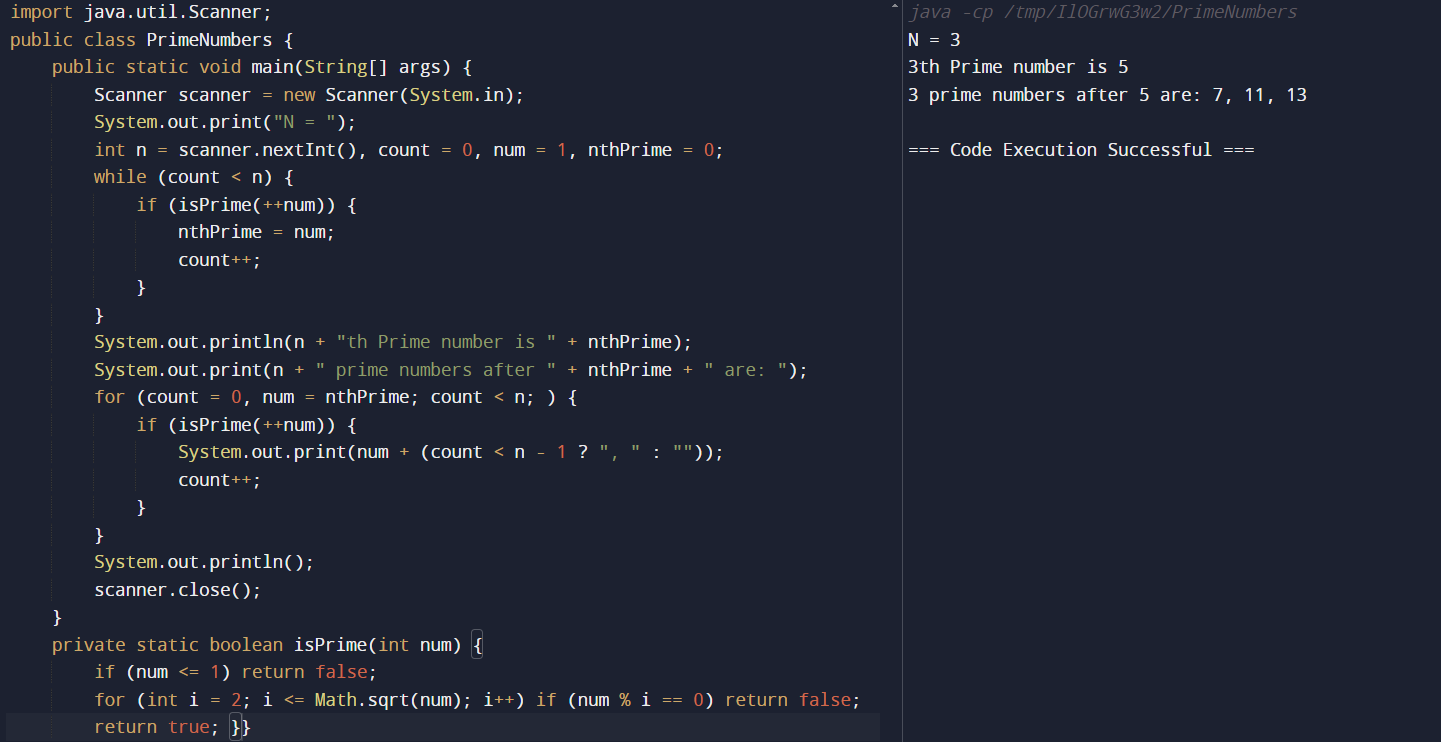 import java.util.Scanner;
public class PrimeNumbers {
    public static void main(String[] args) {
        Scanner scanner = new Scanner(System.in);
        System.out.print("N = ");
        int n = scanner.nextInt(), count = 0, num = 1, nthPrime = 0;
        while (count < n) {
            if (isPrime(++num)) {
                nthPrime = num;
                count++;
            }
        }
        System.out.println(n + "th Prime number is " + nthPrime);
        System.out.print(n + " prime numbers after " + nthPrime + " are: ");
        for (count = 0, num = nthPrime; count < n; ) {
            if (isPrime(++num)) {
                System.out.print(num + (count < n - 1 ? ", " : ""));
                count++;
            }
        }
        System.out.println();
        scanner.close();
    }
    private static boolean isPrime(int num) {
        if (num <= 1) return false;
        for (int i = 2; i <= Math.sqrt(num); i++) if (num % i == 0) return false;
        return true; }}
java -cp /tmp/IlOGrwG3w2/PrimeNumbers
N = 3
3th Prime number is 5
3 prime numbers after 5 are: 7, 11, 13
=== Code Execution Successful ===